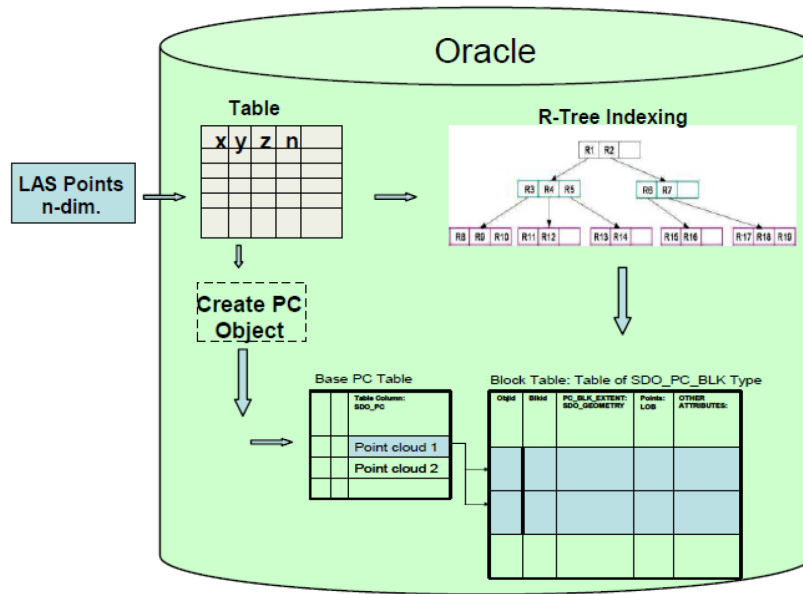 Oracle
Table
R-Tree Indexing
x y z n
R1 R2
LAS Points
n-dim.
R3 R4 R5
R6 R7
R8 R9 R10
R11 R12
R13 R14
R15 R16
R17 R18 R19
Create PC
Object
Base PC Table
Block Table: Table of SDO_PC_BLK Type
Table Column:
SDO_PC
Objid
Blkid
PC_BLK_EXTENT:
SDO_GEOMETRY
Points:
LOB
OTHER
ATTRIBUTES:
Point cloud 1
Point cloud 2